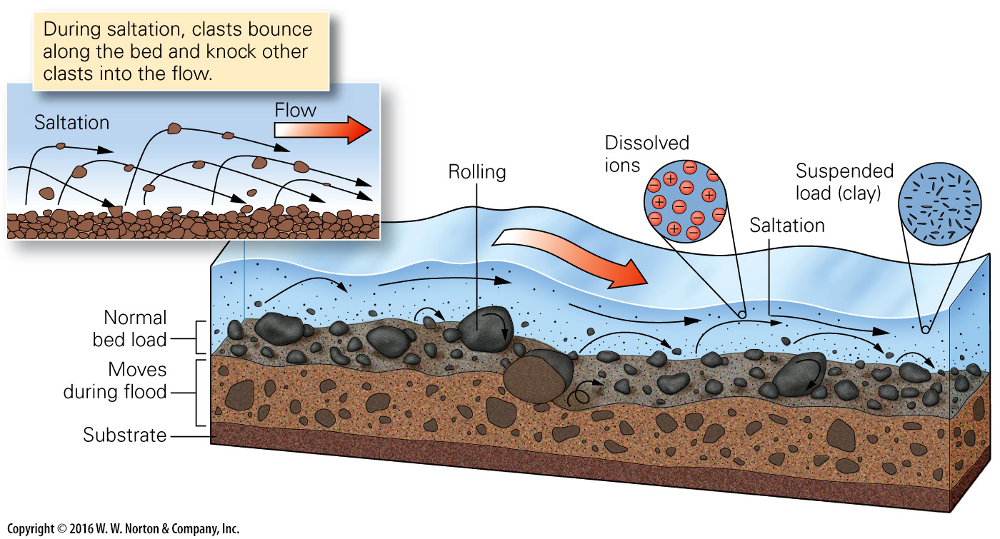 During saltation, clasts bounce
along the bed and knock other
clasts into the flow.
Saltation
Flow
Rolling
Dissolved
ions
Suspended
load (clay)
Saltation
Normal
bed load
Moves
during flood
Substrate
Copyright © 2016 W. W. Norton & Company, Inc.